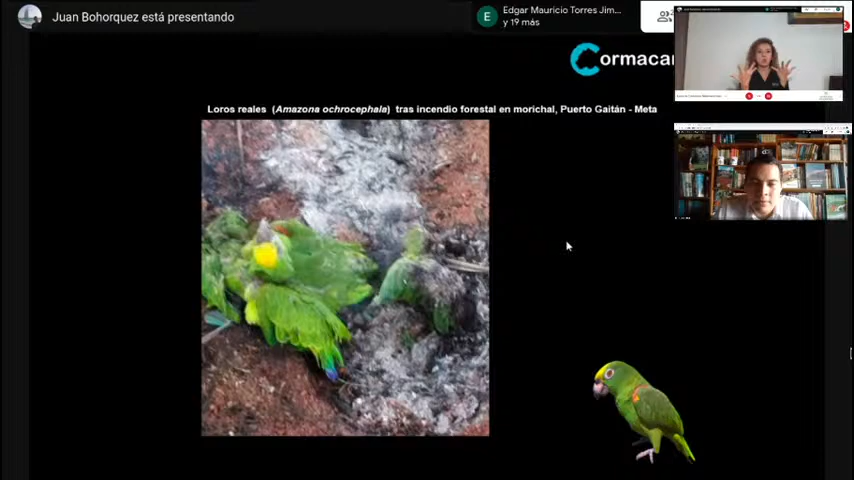 Juan Bohorquez está presentando
E
Edgar Mauricio Torres Jim...
y 19 más
Cormacar
Loros reales (Amazona ochrocephala) tras incendio forestal en morichal, Puerto Gaitán - Meta